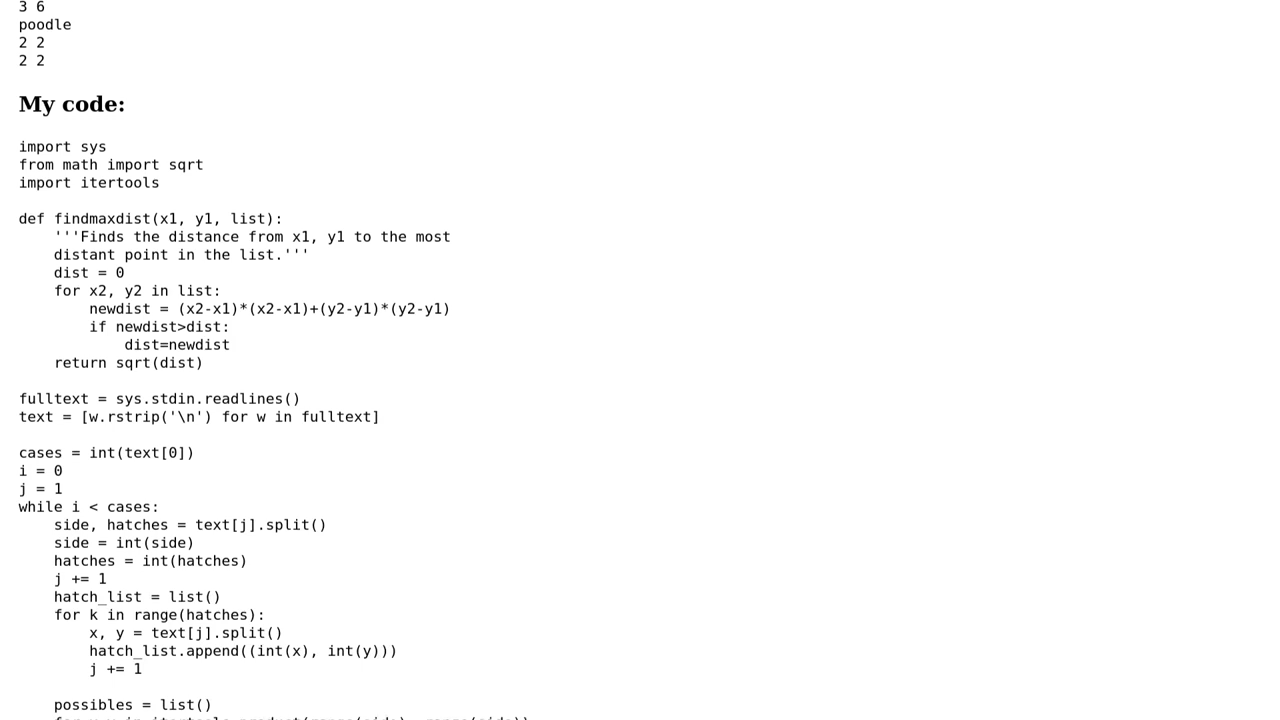 3 6
poodle
2 2
2 2
My code:
import sys
from math import sqrt
import itertools
def findmaxdist(x1, y1, list):
    '''Finds the distance from x1, y1 to the most
    distant point in the list.'''
    dist = 0
    for x2, y2 in list:
        newdist = (x2-x1)*(x2-x1)+(y2-y1)*(y2-y1)
        if newdist>dist:
            dist=newdist
    return sqrt(dist)
fulltext = sys.stdin.readlines()
text = [w.rstrip('\n') for w in fulltext]
cases = int(text[0])
i = 0
j = 1
while i < cases:
    side, hatches = text[j].split()
    side = int(side)
    hatches = int(hatches)
    j += 1
    hatch_list = list()
    for k in range(hatches):
        x, y = text[j].split()
        hatch_list.append((int(x), int(y)))
        j += 1
    possibles = list()